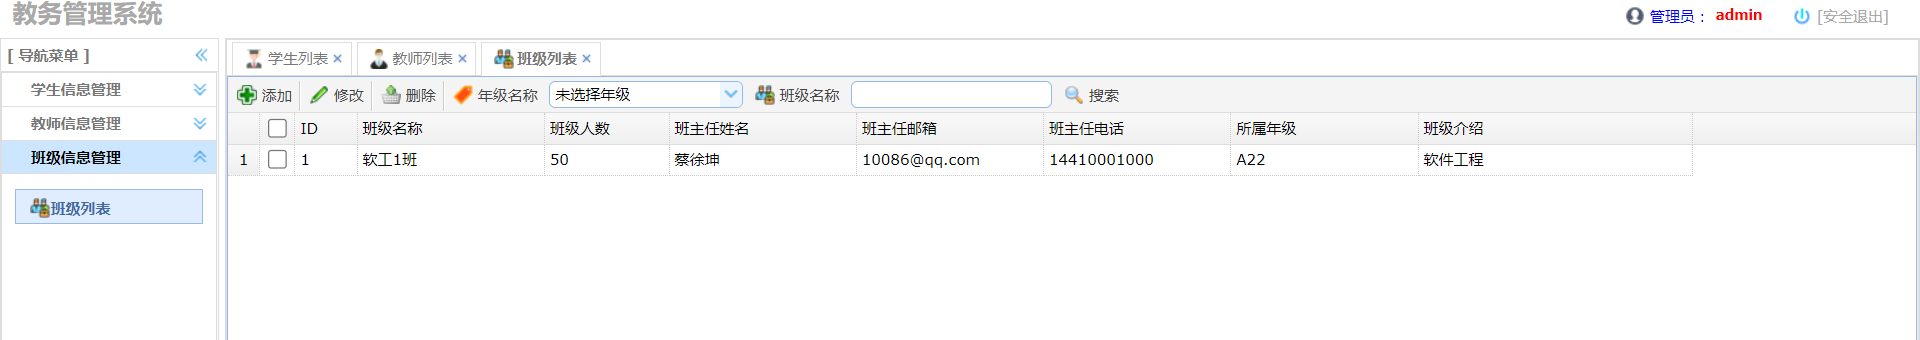 教务管理系统
管理员： admin [安全退出]
[ 导航菜单 ]
学生信息管理
教师信息管理
班级信息管理
班级列表
学生列表 教师列表 班级列表
添加 修改 删除 年级名称 未选择年级 班级名称 搜索
ID 班级名称 班级人数 班主任姓名 班主任邮箱 班主任电话 所属年级 班级介绍
1 1 软工1班 50 蔡徐坤 10086@qq.com 14410001000 A22 软件工程